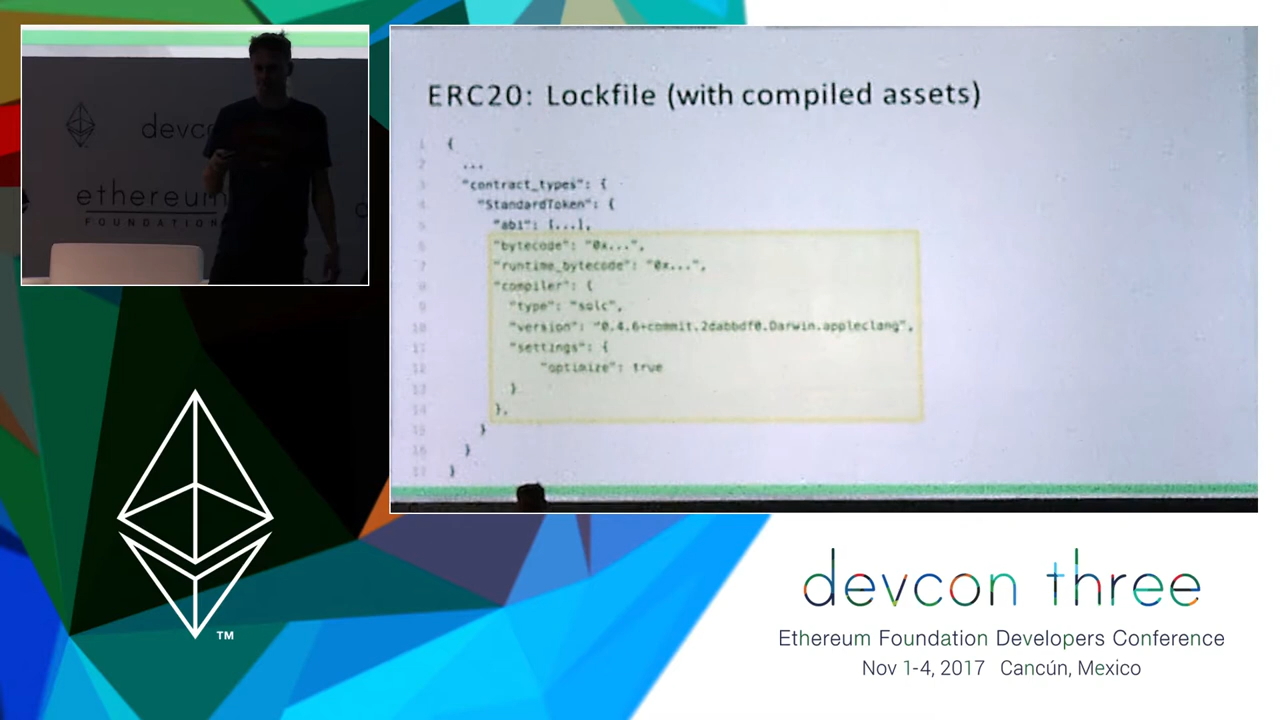 devc
ethereum
FOUNDATION
ERC20: Lockfile (with compiled assets)
1 {
2 ...
3 "contract_types": {
4 "StandardToken": {
5 "abi": [...],
6 "bytecode": "0x...",
7 "runtime_bytecode": "0x...",
8 "compiler": {
9 "type": "solc",
10 "version": "0.4.6+commit.2dabbdf0.Darwin.appleclang",
11 "settings": {
12 "optimize": true
13 }
14 },
15 }
16 }
17 }
TM
devcon three
Ethereum Foundation Developers Conference
Nov 1-4, 2017 Cancún, Mexico